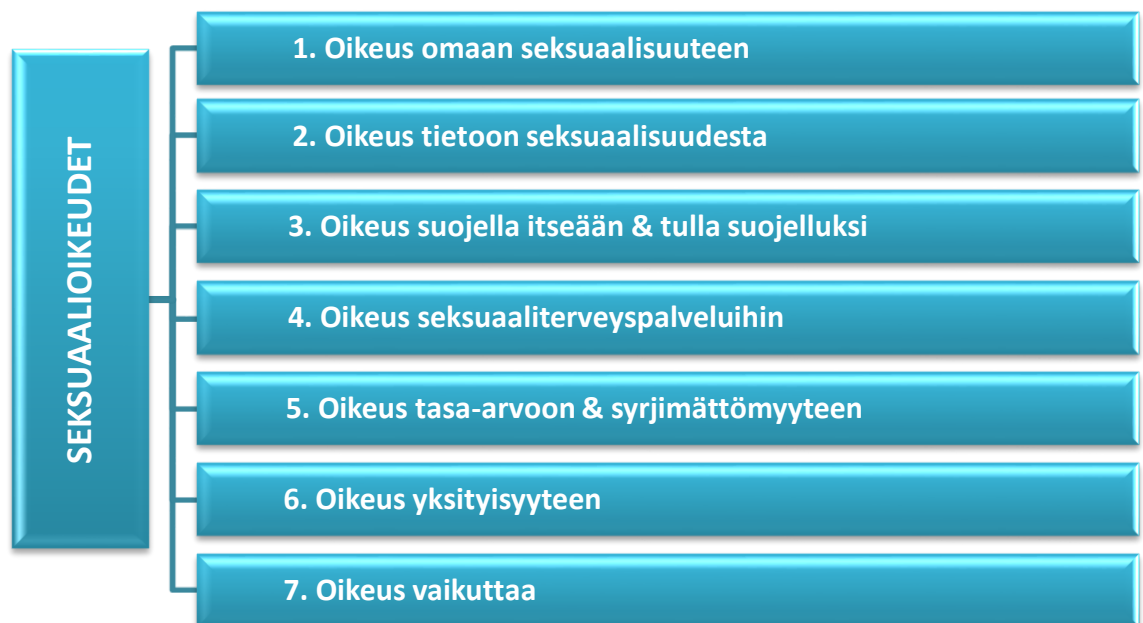 SEKSUAALIOIKEUDET
1. Oikeus omaan seksuaalisuuteen
2. Oikeus tietoon seksuaalisuudesta
3. Oikeus suojella itseään & tulla suojelluksi
4. Oikeus seksuaaliterveyspalveluihin
5. Oikeus tasa-arvoon & syrjimättömyyteen
6. Oikeus yksityisyyteen
7. Oikeus vaikuttaa